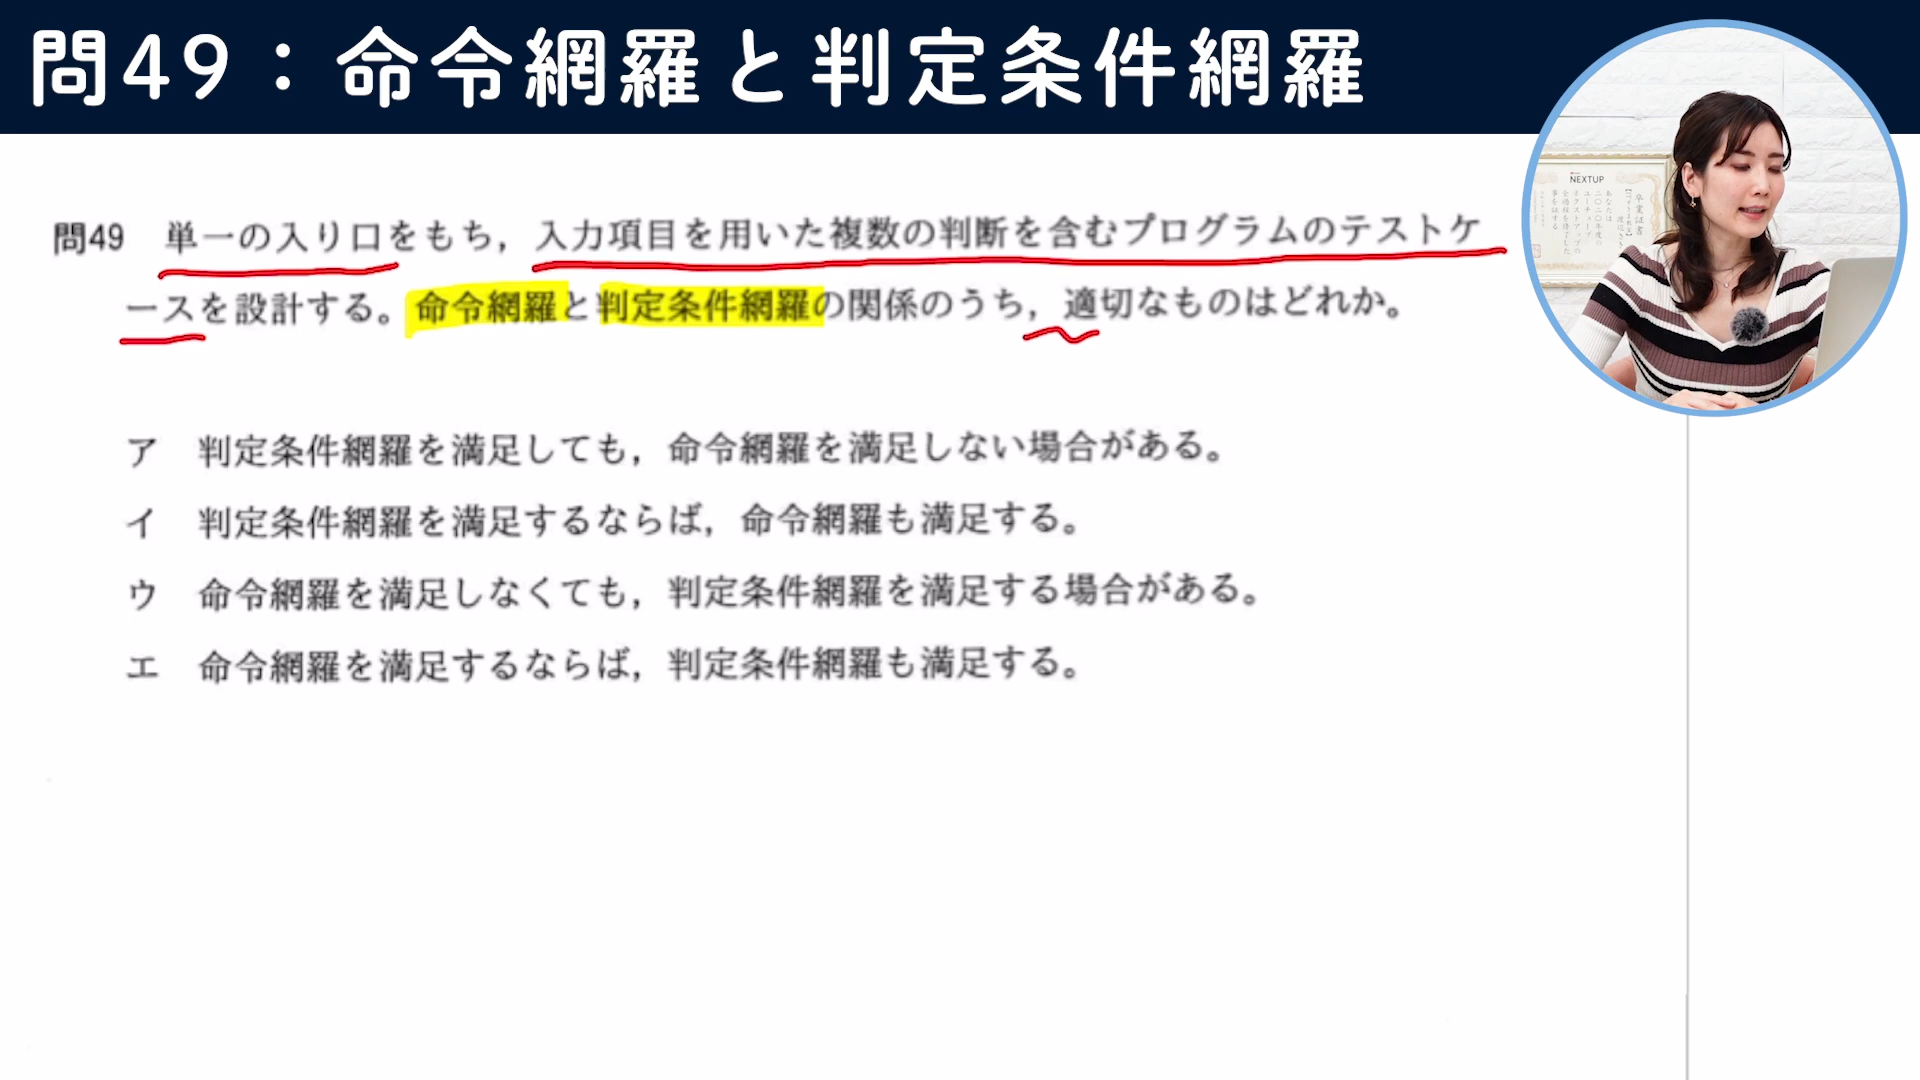 問49：命令網羅と判定条件網羅
問49　単一の入り口をもち，入力項目を用いた複数の判断を含むプログラムのテストケ
ースを設計する。命令網羅と判定条件網羅の関係のうち，適切なものはどれか。
ア　判定条件網羅を満足しても，命令網羅を満足しない場合がある。
イ　判定条件網羅を満足するならば，命令網羅も満足する。
ウ　命令網羅を満足しなくても，判定条件網羅を満足する場合がある。
エ　命令網羅を満足するならば，判定条件網羅も満足する。
NEXTUP
卒業証書